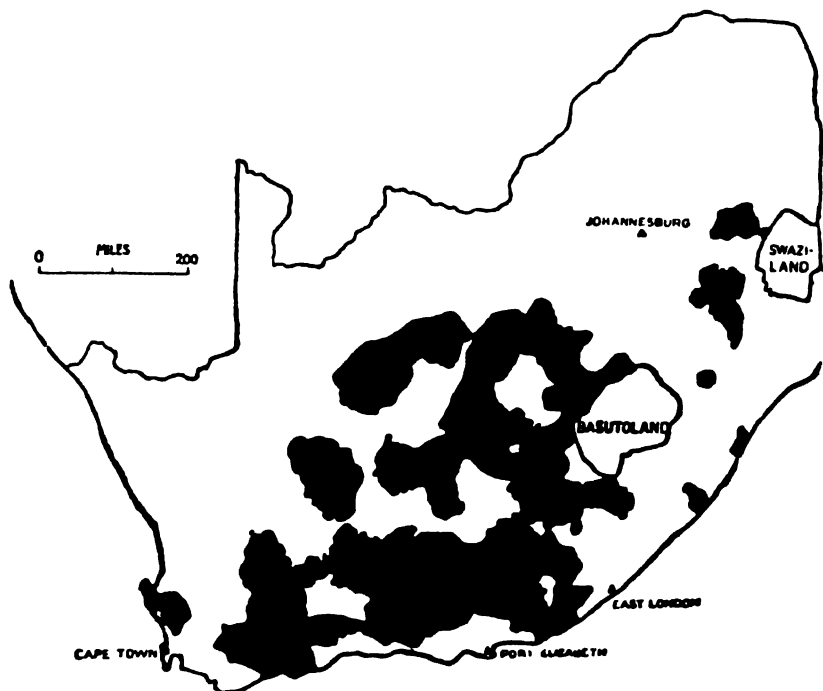 JOHANNESBURG
0 MILES 200
SWAZI-
LAND
BASUTOLAND
EAST LONDON
CAPE TOWN
PORT ELIZABETH